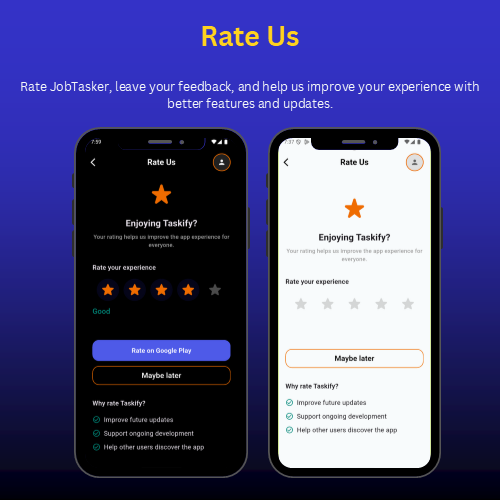 Rate Us
Rate JobTasker, leave your feedback, and help us improve your experience with
better features and updates.
7:59
Rate Us
Enjoying Taskify?
Your rating helps us improve the app experience for
everyone.
Rate your experience
Good
Rate on Google Play
Maybe later
Why rate Taskify?
Improve future updates
Support ongoing development
Help other users discover the app
7:37
Rate Us
Enjoying Taskify?
Your rating helps us improve the app experience for
everyone.
Rate your experience
Maybe later
Why rate Taskify?
Improve future updates
Support ongoing development
Help other users discover the app